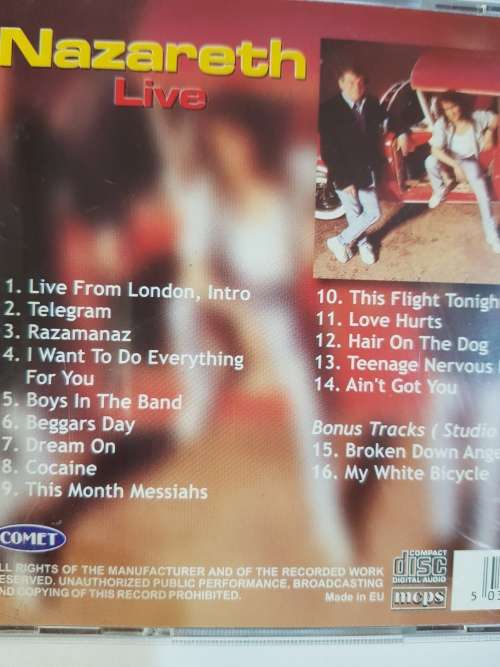 Nazareth
Live
1. Live From London, Intro
2. Telegram
3. Razamanaz
4. I Want To Do Everything
For You
5. Boys In The Band
6. Beggars Day
7. Dream On
8. Cocaine
9. This Month Messiahs
10. This Flight Tonigh
11. Love Hurts
12. Hair On The Dog
13. Teenage Nervous
14. Ain't Got You
Bonus Tracks ( Studio
15. Broken Down Ange
16. My White Bicycle
COMET
LL RIGHTS OF THE MANUFACTURER AND OF THE RECORDED WORK
ESERVED. UNAUTHORIZED PUBLIC PERFORMANCE, BROADCASTING
ND COPYING OF THIS RECORD PROHIBITED.
Made in EU
COMPACT
disc
DIGITAL AUDIO
mcps
5 03